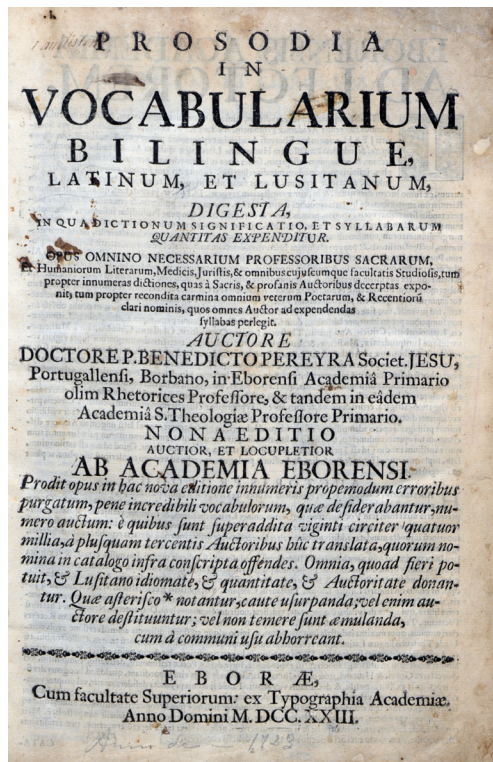 PROSODIA
IN
VOCABULARIUM
BILINGUE,
LATINUM, ET LUSITANUM,
DIGESTA,
IN QUA DICTIONUM SIGNIFICATIO, ET SYLLABARUM
QUANTITAS EXPENDITUR.
OPUS OMNINO NECESSARIUM PROFESSORIBUS SACRARUM,
Et Humaniorum Literarum, Medicis, Juriſtis, & omnibus cujuſcumque facultatis Studioſis, tum
propter innumeras dictiones, quas à Sacris, & profanis Auctoribus decerptas expo-
nit; tum propter recondita carmina omnium veterum Poetarum, & Recentiorũ
clari nominis, quos omnes Auctor ad expendendas
ſyllabas perlegit.
AUCTORE
DOCTORE P. BENEDICTO PEREYRA Societ. JESU,
Portugallenſi, Borbano, in Eborenſi Academiâ Primario
olim Rhetorices Profeſſore, & tandem in eâdem
Academiâ S. Theologiæ Profeſſore Primario.
NONA EDITIO
AUCTIOR, ET LOCUPLETIOR
AB ACADEMIA EBORENSI.
Prodit opus in hac nova editione innumeris propemodum erroribus
purgatum, pene incredibili vocabulorum, quæ deſiderabantur, nu-
mero auctum: è quibus ſunt ſuperaddita viginti circiter quatuor
millia, à pluſquam tercentis Auctoribus hûc translata, quorum no-
mina in catalogo infra conſcripta offendes. Omnia, quoad fieri po-
tuit, & Luſitano idiomate, & quantitate, & Auctoritate donan-
tur. Quæ aſteriſco * notantur, caute uſurpanda; vel enim au-
ctore deſtituuntur; vel non temere ſunt æmulanda,
cum à communi uſu abhorreant.
EBORÆ,
Cum facultate Superiorum: ex Typographia Academiæ.
Anno Domini M. DCC. XXIII.
Anno de 1723